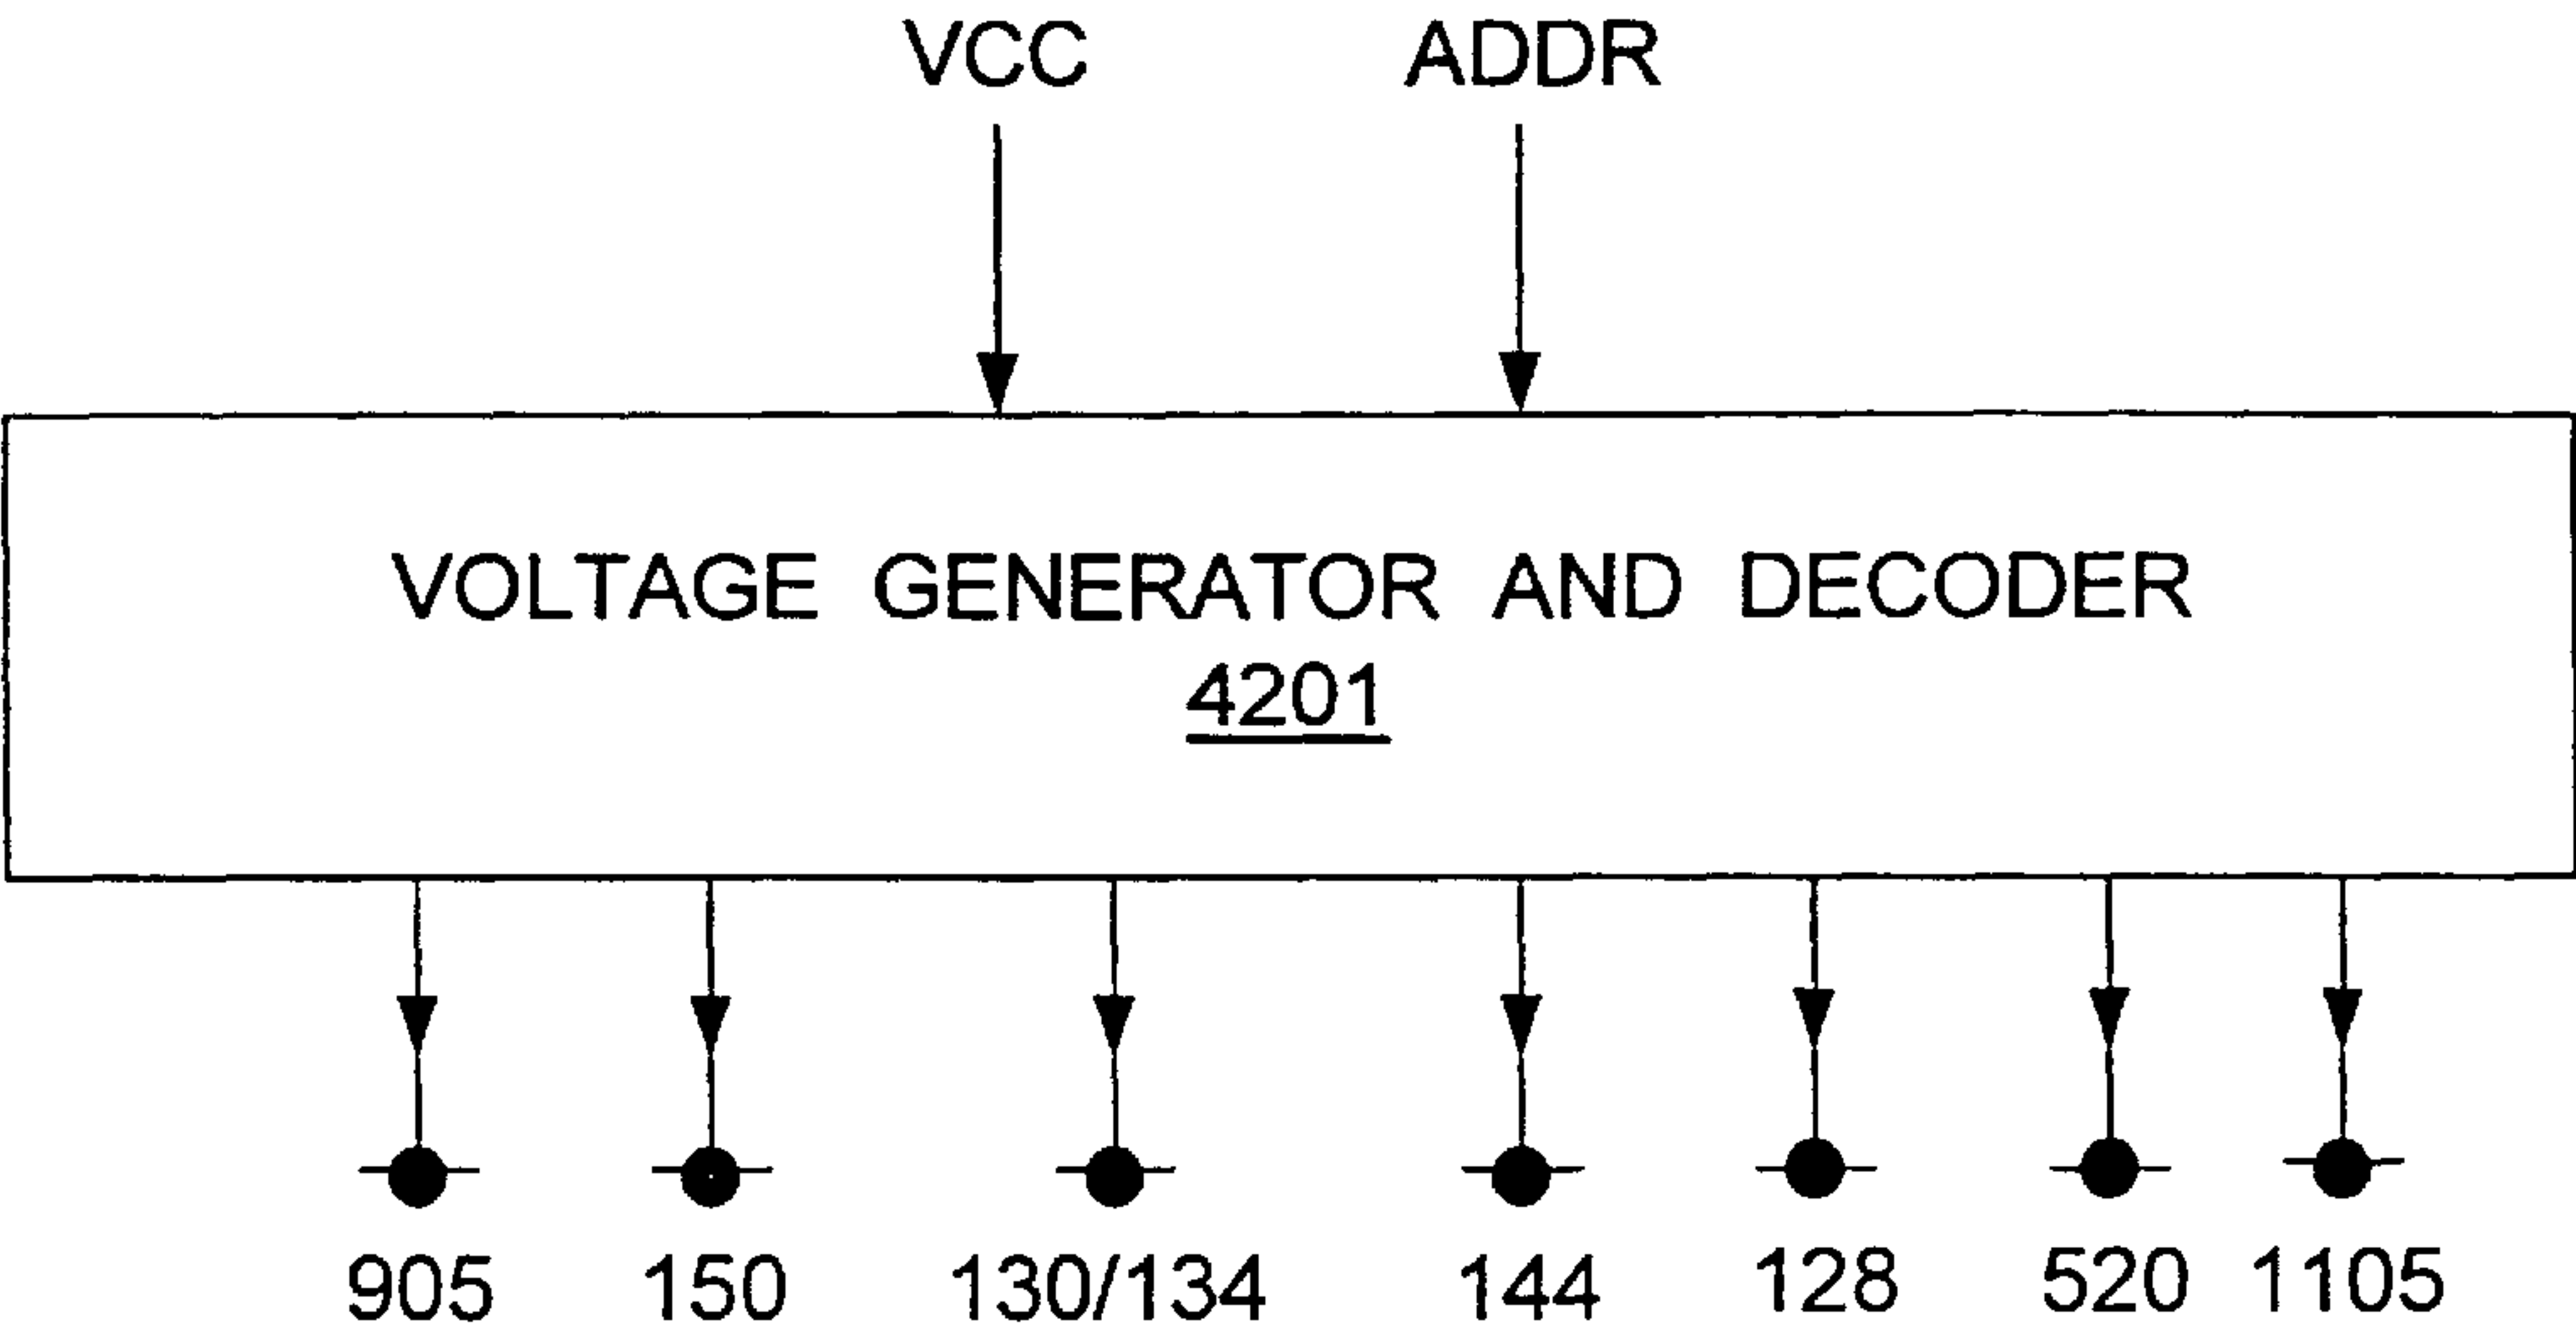 VCC ADDR
VOLTAGE GENERATOR AND DECODER
4201
905 150 130/134 144 128 520 1105